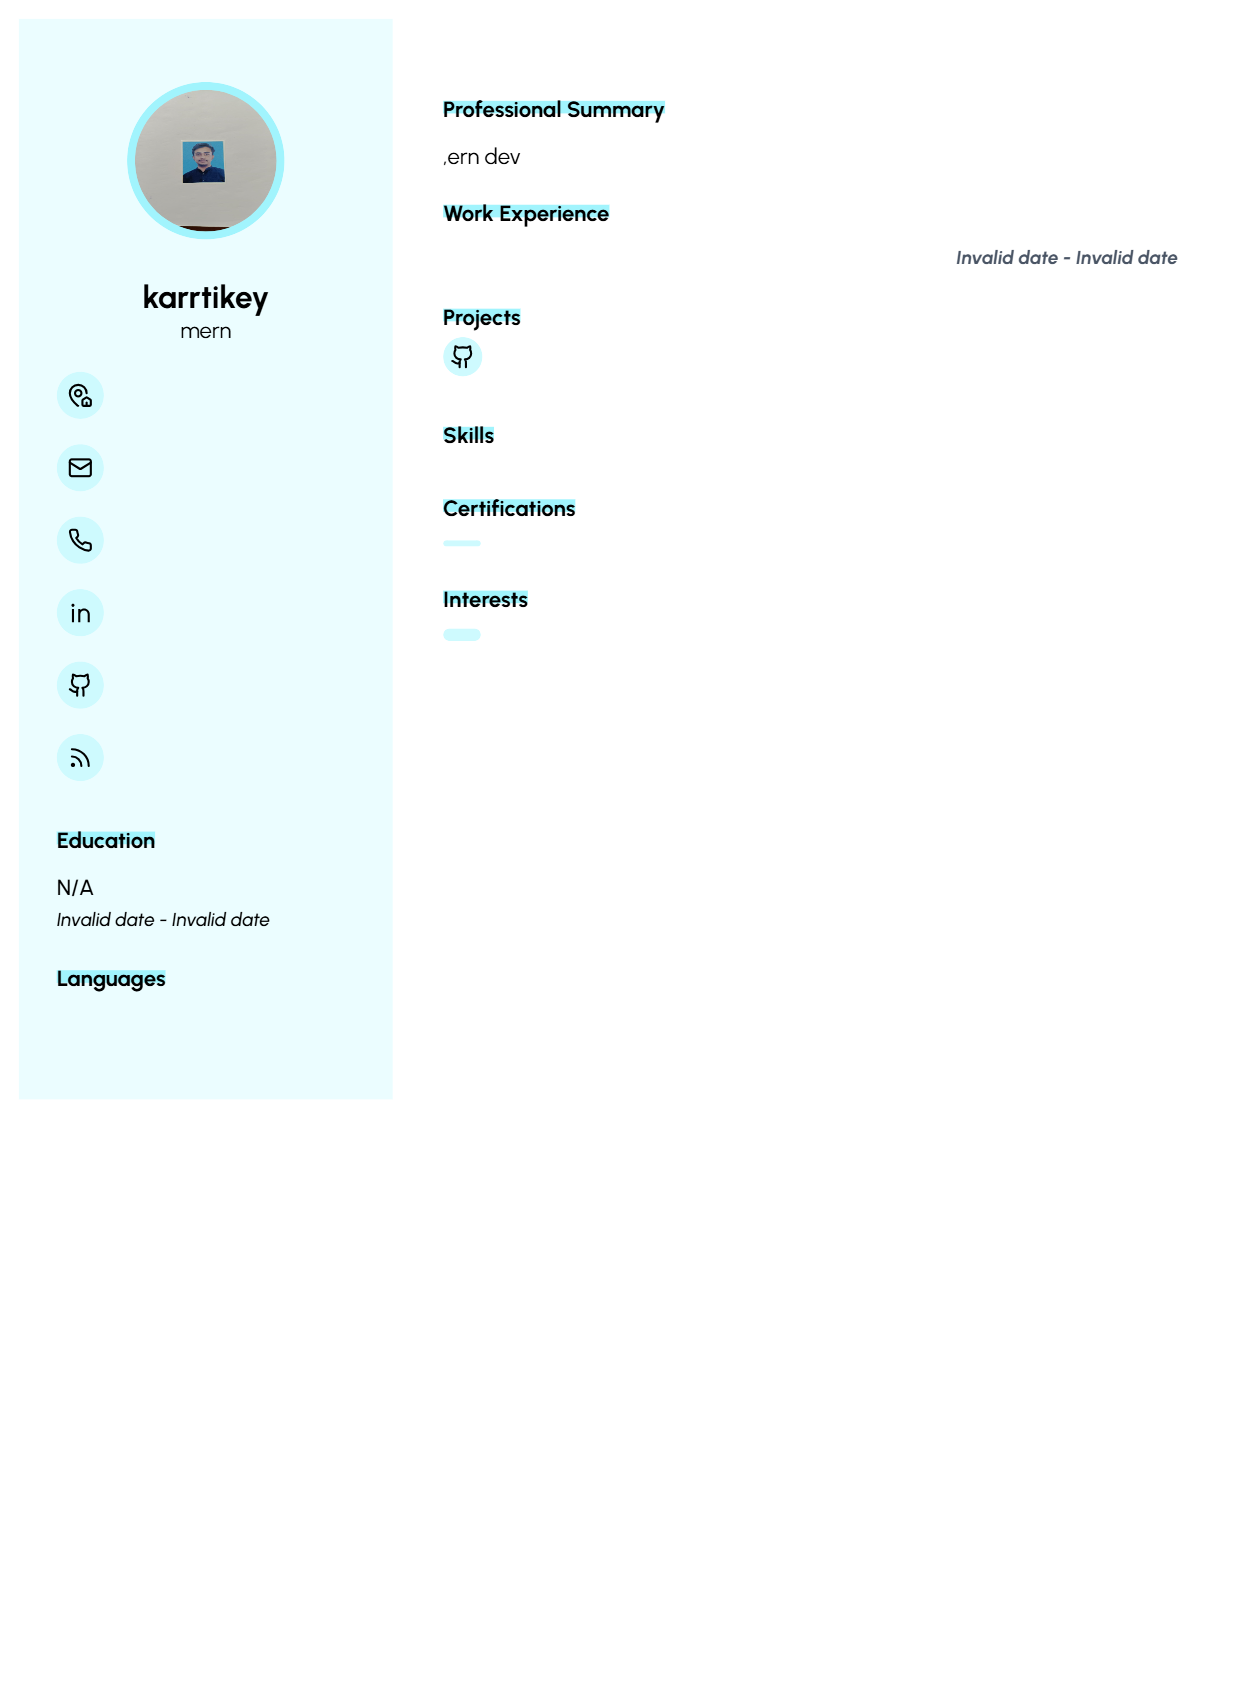 karrtikey
mern
in
Education
N/A
Invalid date - Invalid date
Languages
Professional Summary
,ern dev
Work Experience
Invalid date - Invalid date
Projects
Skills
Certifications
Interests